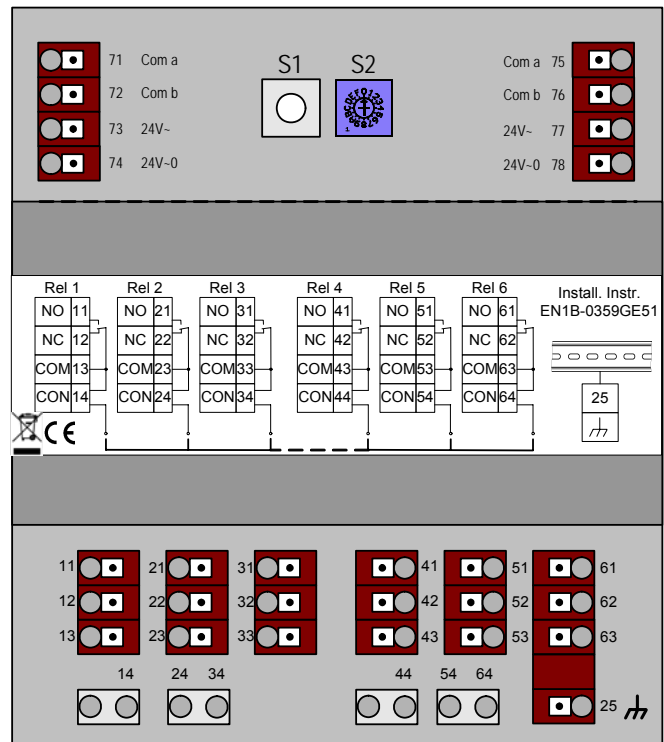 S1 S2
71 Com a
72 Com b
73 24V~
74 24V~0
Com a 75
Com b 76
24V~ 77
24V~0 78
Rel 1 Rel 2 Rel 3 Rel 4 Rel 5 Rel 6
NO 11 NO 21 NO 31 NO 41 NO 51 NO 61
NC 12 NC 22 NC 32 NC 42 NC 52 NC 62
COM 13 COM 23 COM 33 COM 43 COM 53 COM 63
CON 14 CON 24 CON 34 CON 44 CON 54 CON 64
Install. Instr.
EN1B-0359GE51
25
CE
11 21 31 41 51 61
12 22 32 42 52 62
13 23 33 43 53 63
14 24 34 44 54 64
25